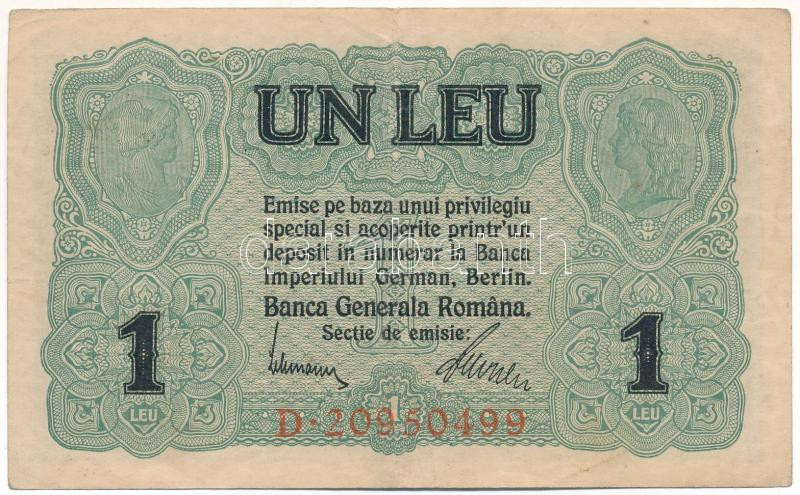 UN LEU
Emise pe baza unui privilegiu
special si acoperite printr'un
deposit in numerar la Banca
Imperiului German, Berlin.
Banca Generala Româna.
Sectie de emisie:
1
1
LEU
1
LEU
D·20950499